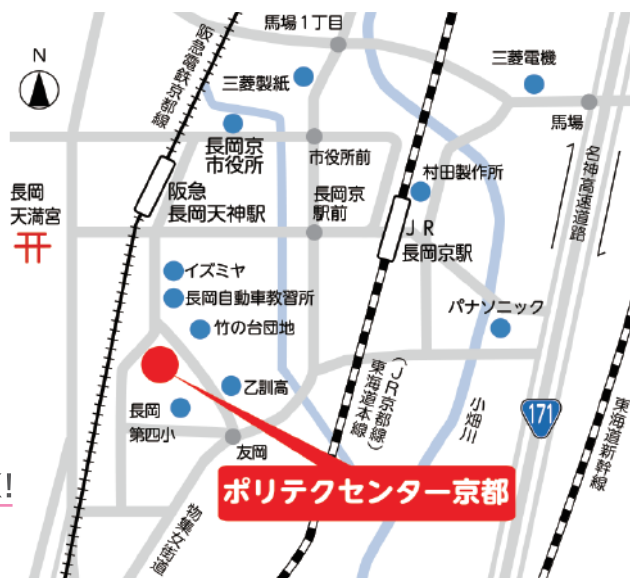 馬場1丁目
阪急電鉄京都線
N
三菱電機
三菱製紙
馬場
長岡京
市役所
市役所前
村田製作所
名神高速道路
長岡
天満宮
阪急
長岡天神駅
長岡京
駅前
JR
長岡京駅
イズミヤ
長岡自動車教習所
竹の台団地
パナソニック
乙訓高
長岡
第四小
友岡
(JR京都線)
東海道本線
小畑川
171
東海道新幹線
ポリテクセンター京都
物集女街道
!